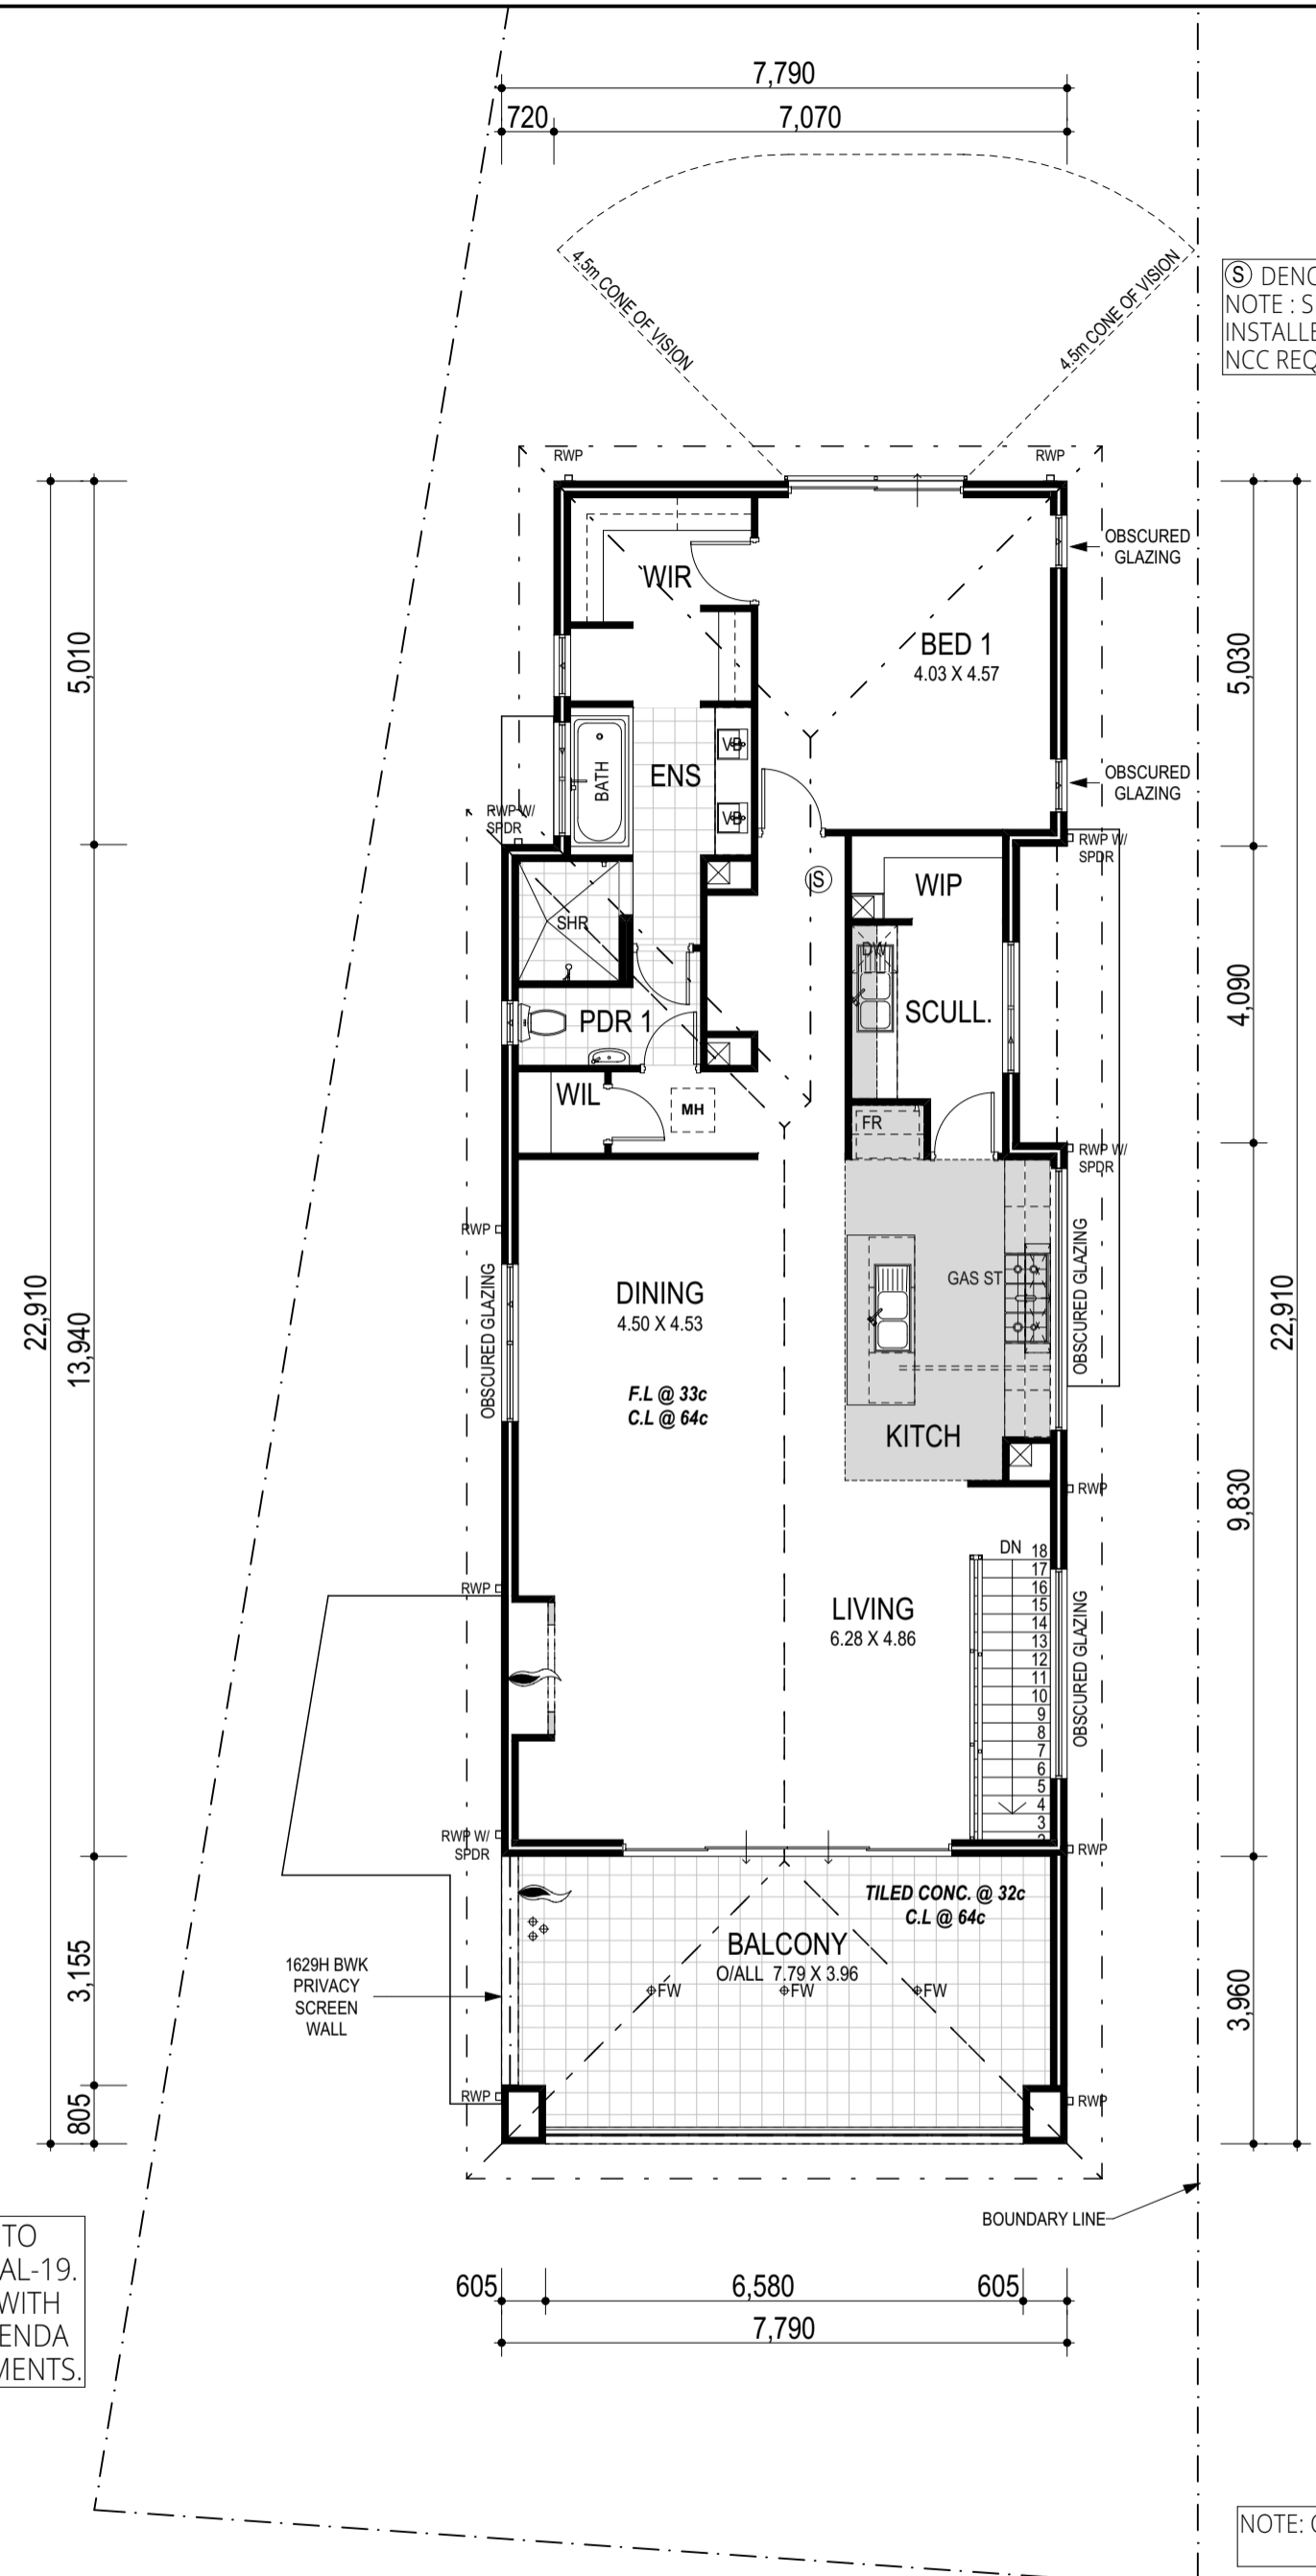 7,790
720
7,070
4.5m CONE OF VISION
4.5m CONE OF VISION
Ⓢ DENO
NOTE : S
INSTALLE
NCC REQ
RWP
RWP
OBSCURED
GLAZING
WIR
BED 1
4.03 X 4.57
5,010
5,030
VB
BATH
ENS
VB
OBSCURED
GLAZING
RWP W/
SPDR
RWP W/
SPDR
S
WIP
SHR
DW
SCULL.
PDR 1
4,090
WIL
MH
FR
RWP W/
SPDR
RWP
22,910
13,940
OBSCURED GLAZING
DINING
4.50 X 4.53
F.L @ 33c
C.L @ 64c
GAS ST
OBSCURED GLAZING
22,910
KITCH
9,830
RWP
DN 18
17
16
15
14
13
12
11
10
9
8
7
6
5
4
3
RWP
LIVING
6.28 X 4.86
OBSCURED GLAZING
RWP W/
SPDR
RWP
TILED CONC. @ 32c
C.L @ 64c
BALCONY
O/ALL 7.79 X 3.96
FW
FW
FW
1629H BWK
PRIVACY
SCREEN
WALL
3,155
3,960
RWP
RWP
805
BOUNDARY LINE
TO
AL-19.
WITH
ENDA
MENTS.
605
6,580
605
7,790
NOTE: